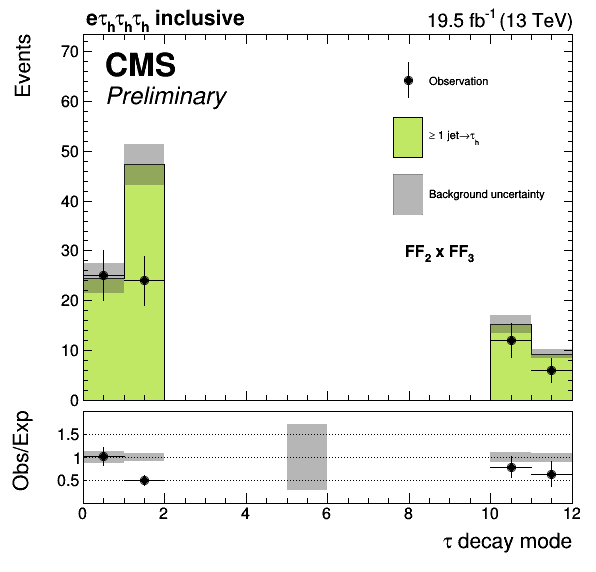 eτhτhτh inclusive
19.5 fb-1 (13 TeV)
Events
70
60
50
40
30
20
10
0
CMS
Preliminary
Observation
≥ 1 jet→τh
Background uncertainty
FF2 x FF3
Obs/Exp
1.5
1
0.5
0 2 4 6 8 10 12
τ decay mode